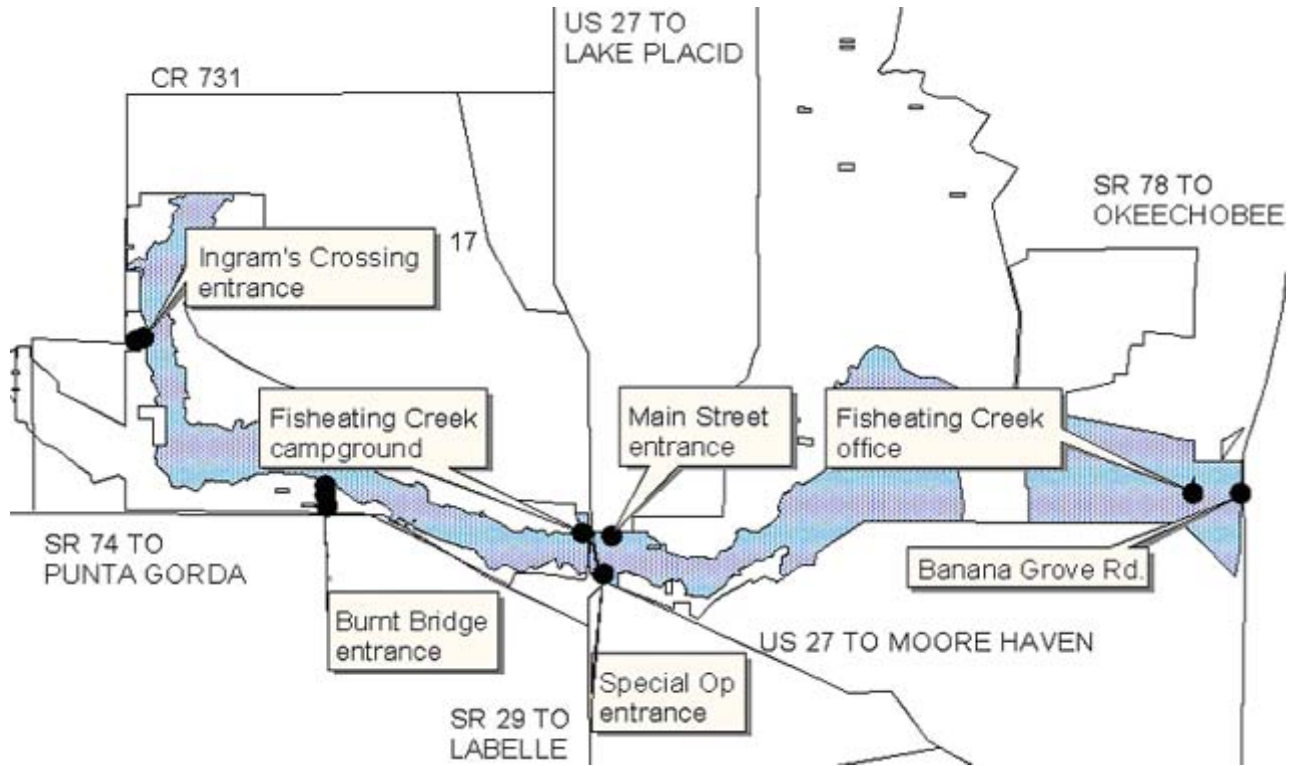 US 27 TO
LAKE PLACID
CR 731
SR 78 TO
OKEECHOBEE
Ingram's Crossing
entrance
17
Fisheating Creek
campground
Main Street
entrance
Fisheating Creek
office
SR 74 TO
PUNTA GORDA
Banana Grove Rd.
Burnt Bridge
entrance
US 27 TO MOORE HAVEN
Special Op
entrance
SR 29 TO
LABELLE